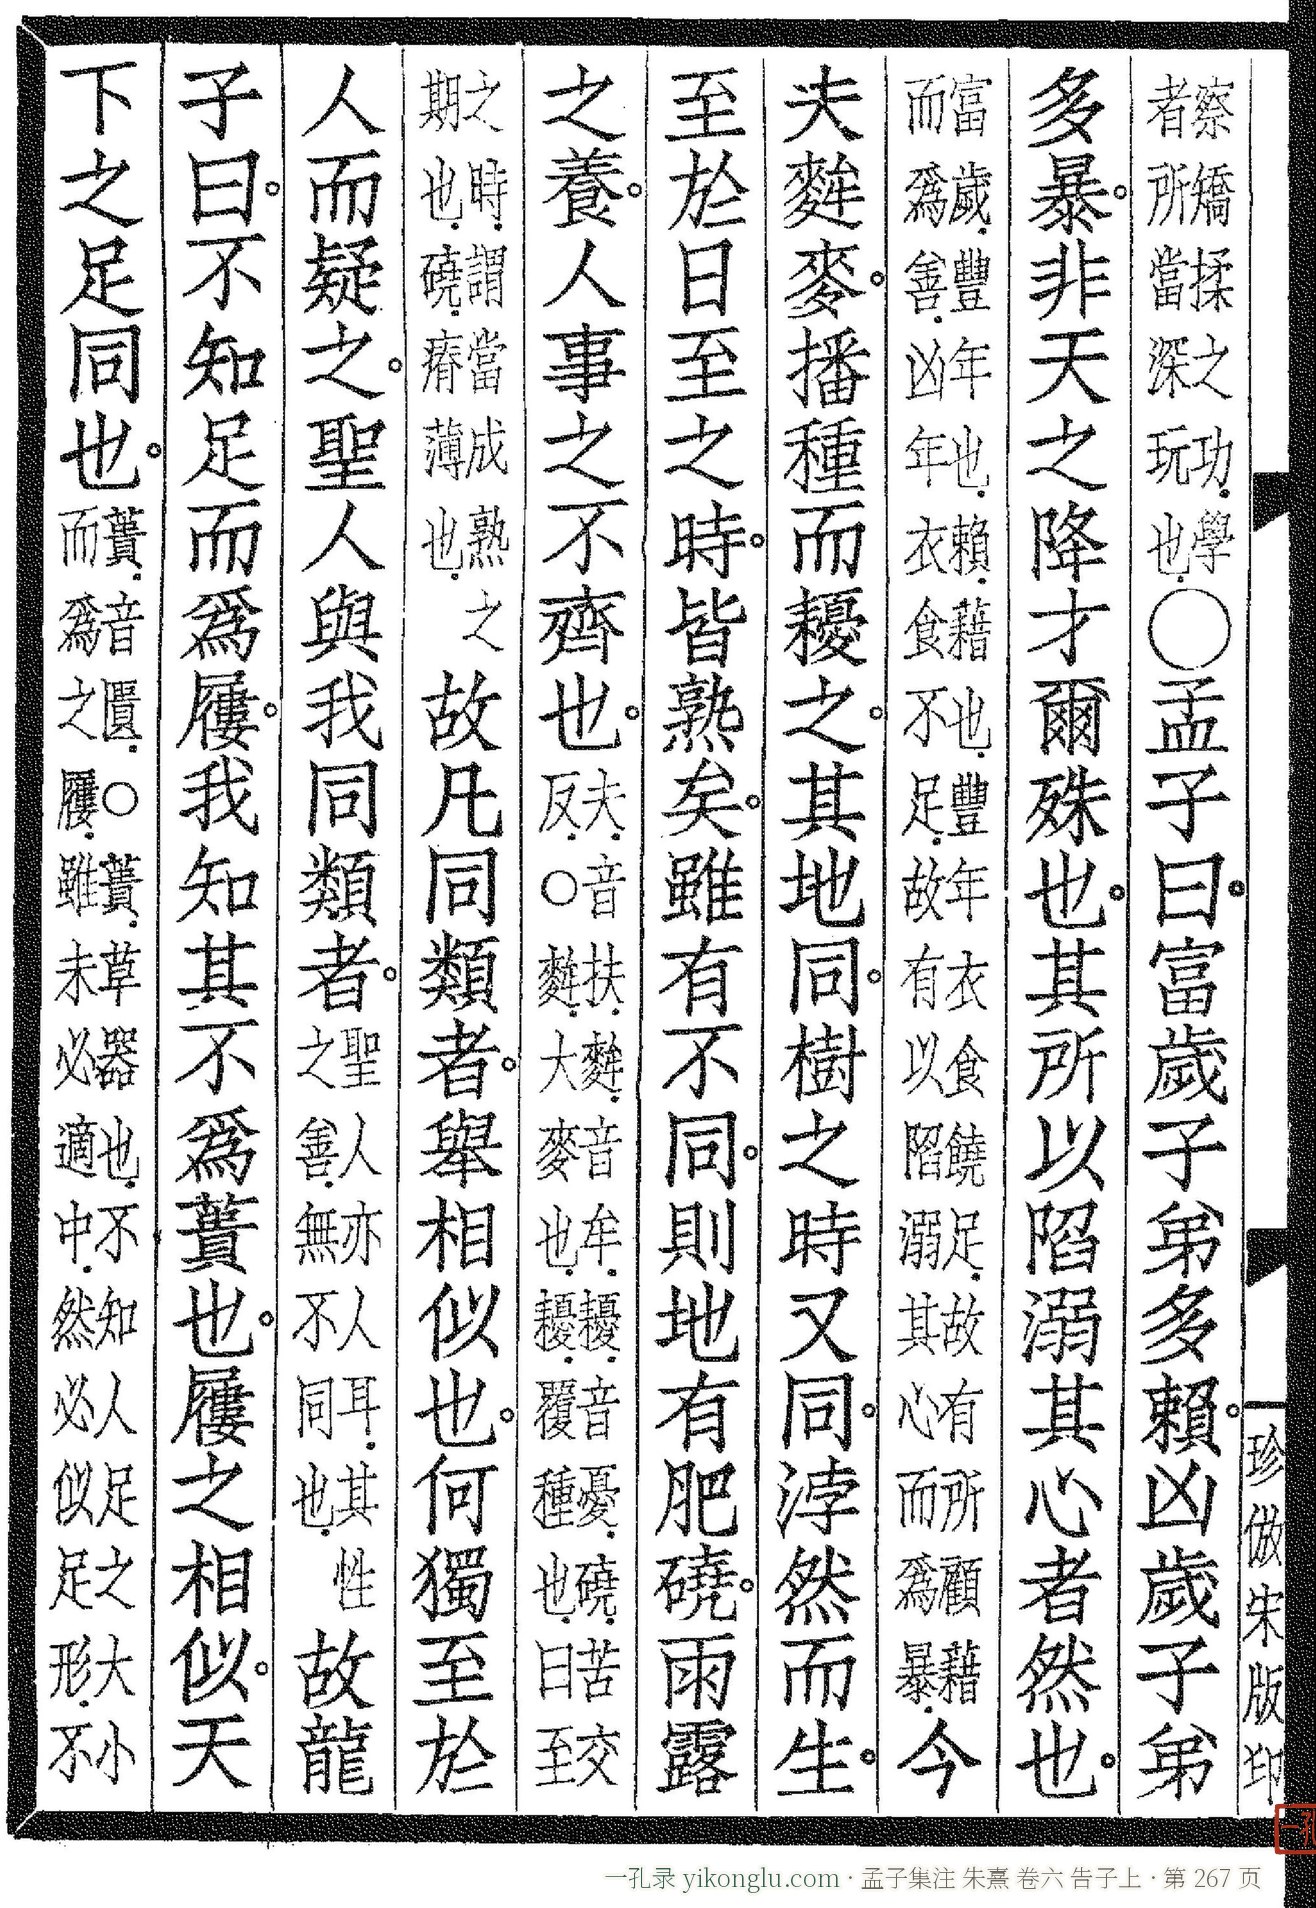 察矯揉之功學者所當深玩也○孟子曰富歲子弟多賴凶歲子弟
多暴非天之降才爾殊也其所以陷溺其心者然也
富歲豐年也賴藉也豐年衣食饒足故有所顧藉而爲善凶年衣食不足故有以陷溺其心而爲暴今
夫麰麥播種而耰之其地同樹之時又同浡然而生
至於日至之時皆熟矣雖有不同則地有肥磽雨露
之養人事之不齊也夫音扶麰音牟耰音憂磽苦交反○麰大麥也耰覆種也日至
之時謂當成熟之期也磽瘠薄也故凡同類者舉相似也何獨至於
人而疑之聖人與我同類者聖人亦人耳其性之善無不同也故龍
子曰不知足而爲屨我知其不爲蕢也屨之相似天
下之足同也蕢音匱○蕢草器也不知人足之大小而爲之屨雖未必適中然必似足形不
珍倣宋版印
一孔录 yikonglu.com · 孟子集注 朱熹 卷六 告子上 · 第 267 页